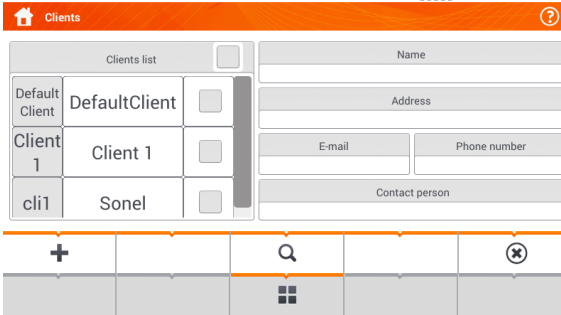 Clients
Clients list
Name
Default
Client
DefaultClient
Address
Client
1
Client 1
E-mail
Phone number
cli1
Sonel
Contact person